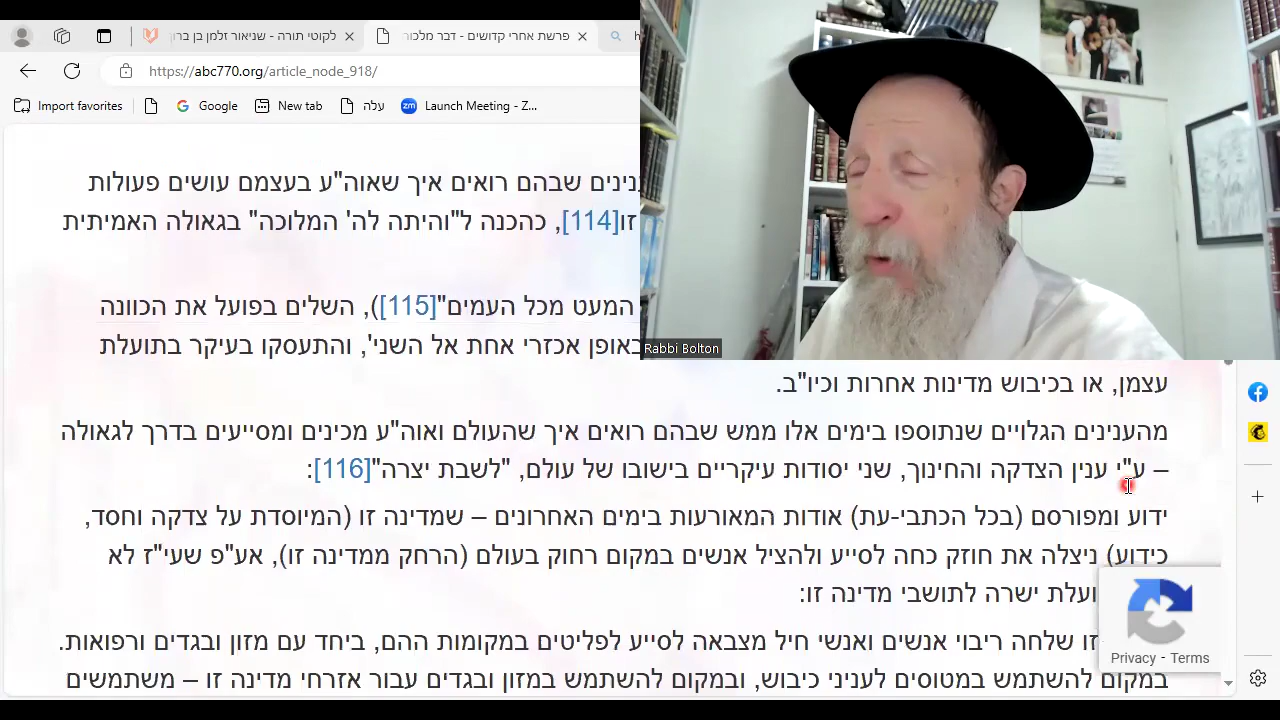 לקוטי תורה - שניאור זלמן בן ברו
פרשת אחרי קדושים - דבר מלכות
https://abc770.org/article_node_918/
Import favorites Google New tab עלה Launch Meeting - Z...
Rabbi Bolton
ענינים שבהם רואים איך שאוה"ע בעצמם עושים פעולות
זו[114], כהכנה ל"והיתה לה' המלוכה" בגאולה האמיתית
המעט מכל העמים"[115]), השלים בפועל את הכוונה
באופן אכזרי אחת אל השני', והתעסקו בעיקר בתועלת
עצמן, או בכיבוש מדינות אחרות וכיו"ב.
מהענינים הגלויים שנתוספו בימים אלו ממש שבהם רואים איך שהעולם ואוה"ע מכינים ומסייעים בדרך לגאולה
– ע"י ענין הצדקה והחינוך, שני יסודות עיקריים בישובו של עולם, "לשבת יצרה"[116]:
ידוע ומפורסם (בכל הכתבי-עת) אודות המאורעות בימים האחרונים – שמדינה זו (המיוסדת על צדקה וחסד,
כידוע) ניצלה את חוזק כחה לסייע ולהציל אנשים במקום רחוק בעולם (הרחק ממדינה זו), אע"פ שעי"ז לא
ועלת ישרה לתושבי מדינה זו:
זו שלחה ריבוי אנשים ואנשי חיל מצבאה לסייע לפליטים במקומות ההם, ביחד עם מזון ובגדים ורפואות.
במקום להשתמש במטוסים לעניני כיבוש, ובמקום להשתמש במזון ובגדים עבור אזרחי מדינה זו – משתמשים
Privacy - Terms